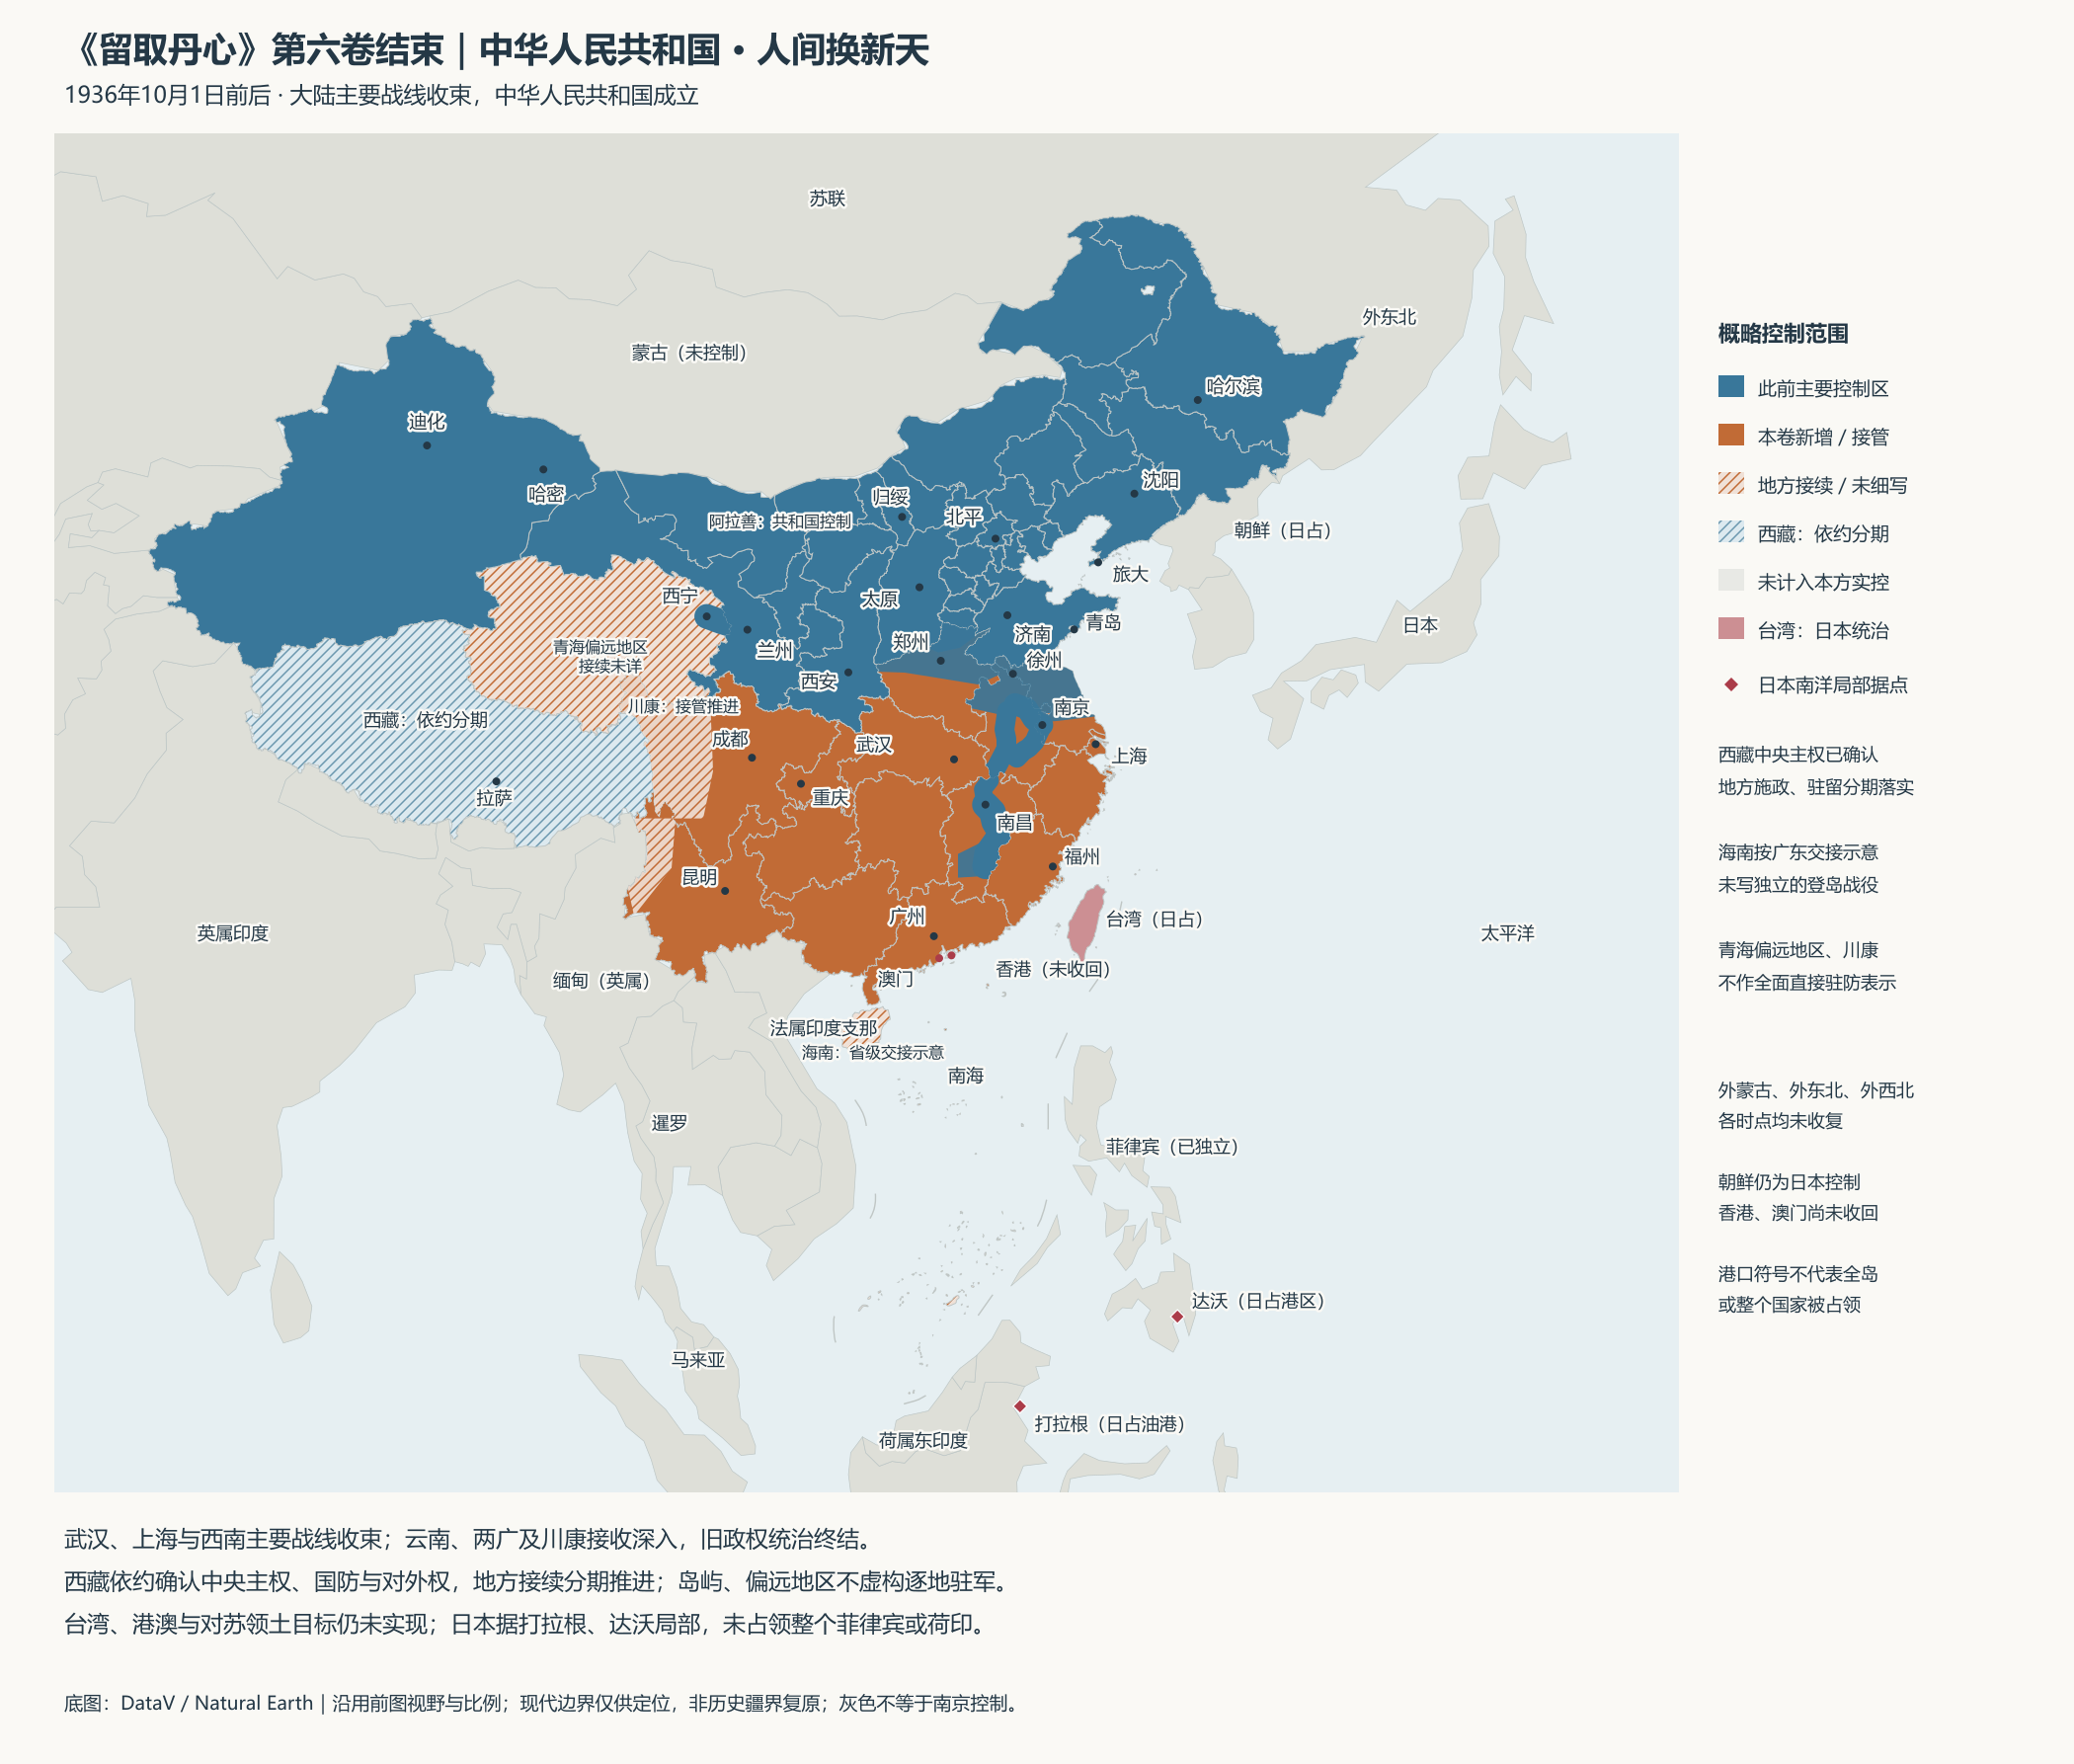 《留取丹心》第六卷结束｜中华人民共和国·人间换新天
1936年10月1日前后 · 大陆主要战线收束，中华人民共和国成立
苏联
外东北
蒙古（未控制）
哈尔滨
迪化
哈密
沈阳
归绥
北平
阿拉善：共和国控制
朝鲜（日占）
旅大
西宁
太原
青岛
日本
济南
郑州
兰州
徐州
青海偏远地区
接续未详
西安
川康：接管推进
南京
西藏：依约分期
成都
武汉
上海
拉萨
重庆
南昌
福州
昆明
广州
台湾（日占）
英属印度
太平洋
香港（未收回）
澳门
缅甸（英属）
法属印度支那
海南：省级交接示意
南海
暹罗
菲律宾（已独立）
达沃（日占港区）
马来亚
打拉根（日占油港）
荷属东印度
概略控制范围
此前主要控制区
本卷新增 / 接管
地方接续 / 未细写
西藏：依约分期
未计入本方实控
台湾：日本统治
日本南洋局部据点
西藏中央主权已确认
地方施政、驻留分期落实
海南按广东交接示意
未写独立的登岛战役
青海偏远地区、川康
不作全面直接驻防表示
外蒙古、外东北、外西北
各时点均未收复
朝鲜仍为日本控制
香港、澳门尚未收回
港口符号不代表全岛
或整个国家被占领
武汉、上海与西南主要战线收束；云南、两广及川康接收深入，旧政权统治终结。
西藏依约确认中央主权、国防与对外权，地方接续分期推进；岛屿、偏远地区不虚构逐地驻军。
台湾、港澳与对苏领土目标仍未实现；日本据打拉根、达沃局部，未占领整个菲律宾或荷印。
底图：DataV / Natural Earth｜沿用前图视野与比例；现代边界仅供定位，非历史疆界复原；灰色不等于南京控制。